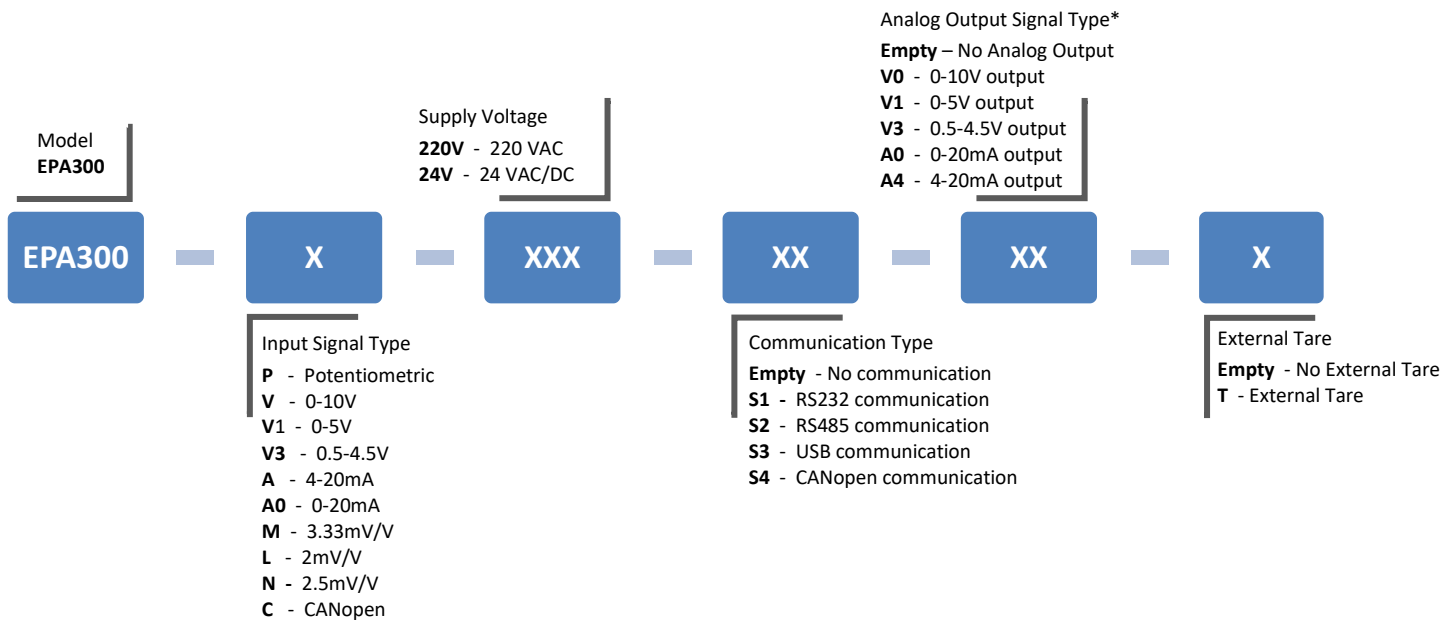 Model
EPA300
Supply Voltage
220V - 220 VAC
24V - 24 VAC/DC
Analog Output Signal Type*
Empty – No Analog Output
V0 - 0-10V output
V1 - 0-5V output
V3 - 0.5-4.5V output
A0 - 0-20mA output
A4 - 4-20mA output
EPA300
X
XXX
XX
XX
X
Input Signal Type
P - Potentiometric
V - 0-10V
V1 - 0-5V
V3 - 0.5-4.5V
A - 4-20mA
A0 - 0-20mA
M - 3.33mV/V
L - 2mV/V
N - 2.5mV/V
C - CANopen
Communication Type
Empty - No communication
S1 - RS232 communication
S2 - RS485 communication
S3 - USB communication
S4 - CANopen communication
External Tare
Empty - No External Tare
T - External Tare